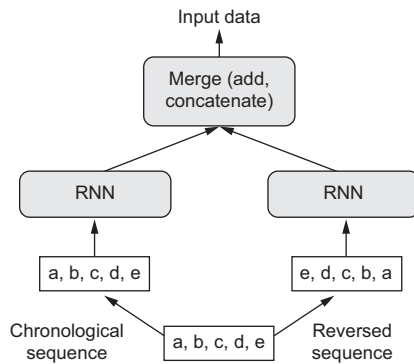 Input data
Merge (add,
concatenate)
RNN
RNN
a, b, c, d, e
e, d, c, b, a
Chronological
sequence
a, b, c, d, e
Reversed
sequence